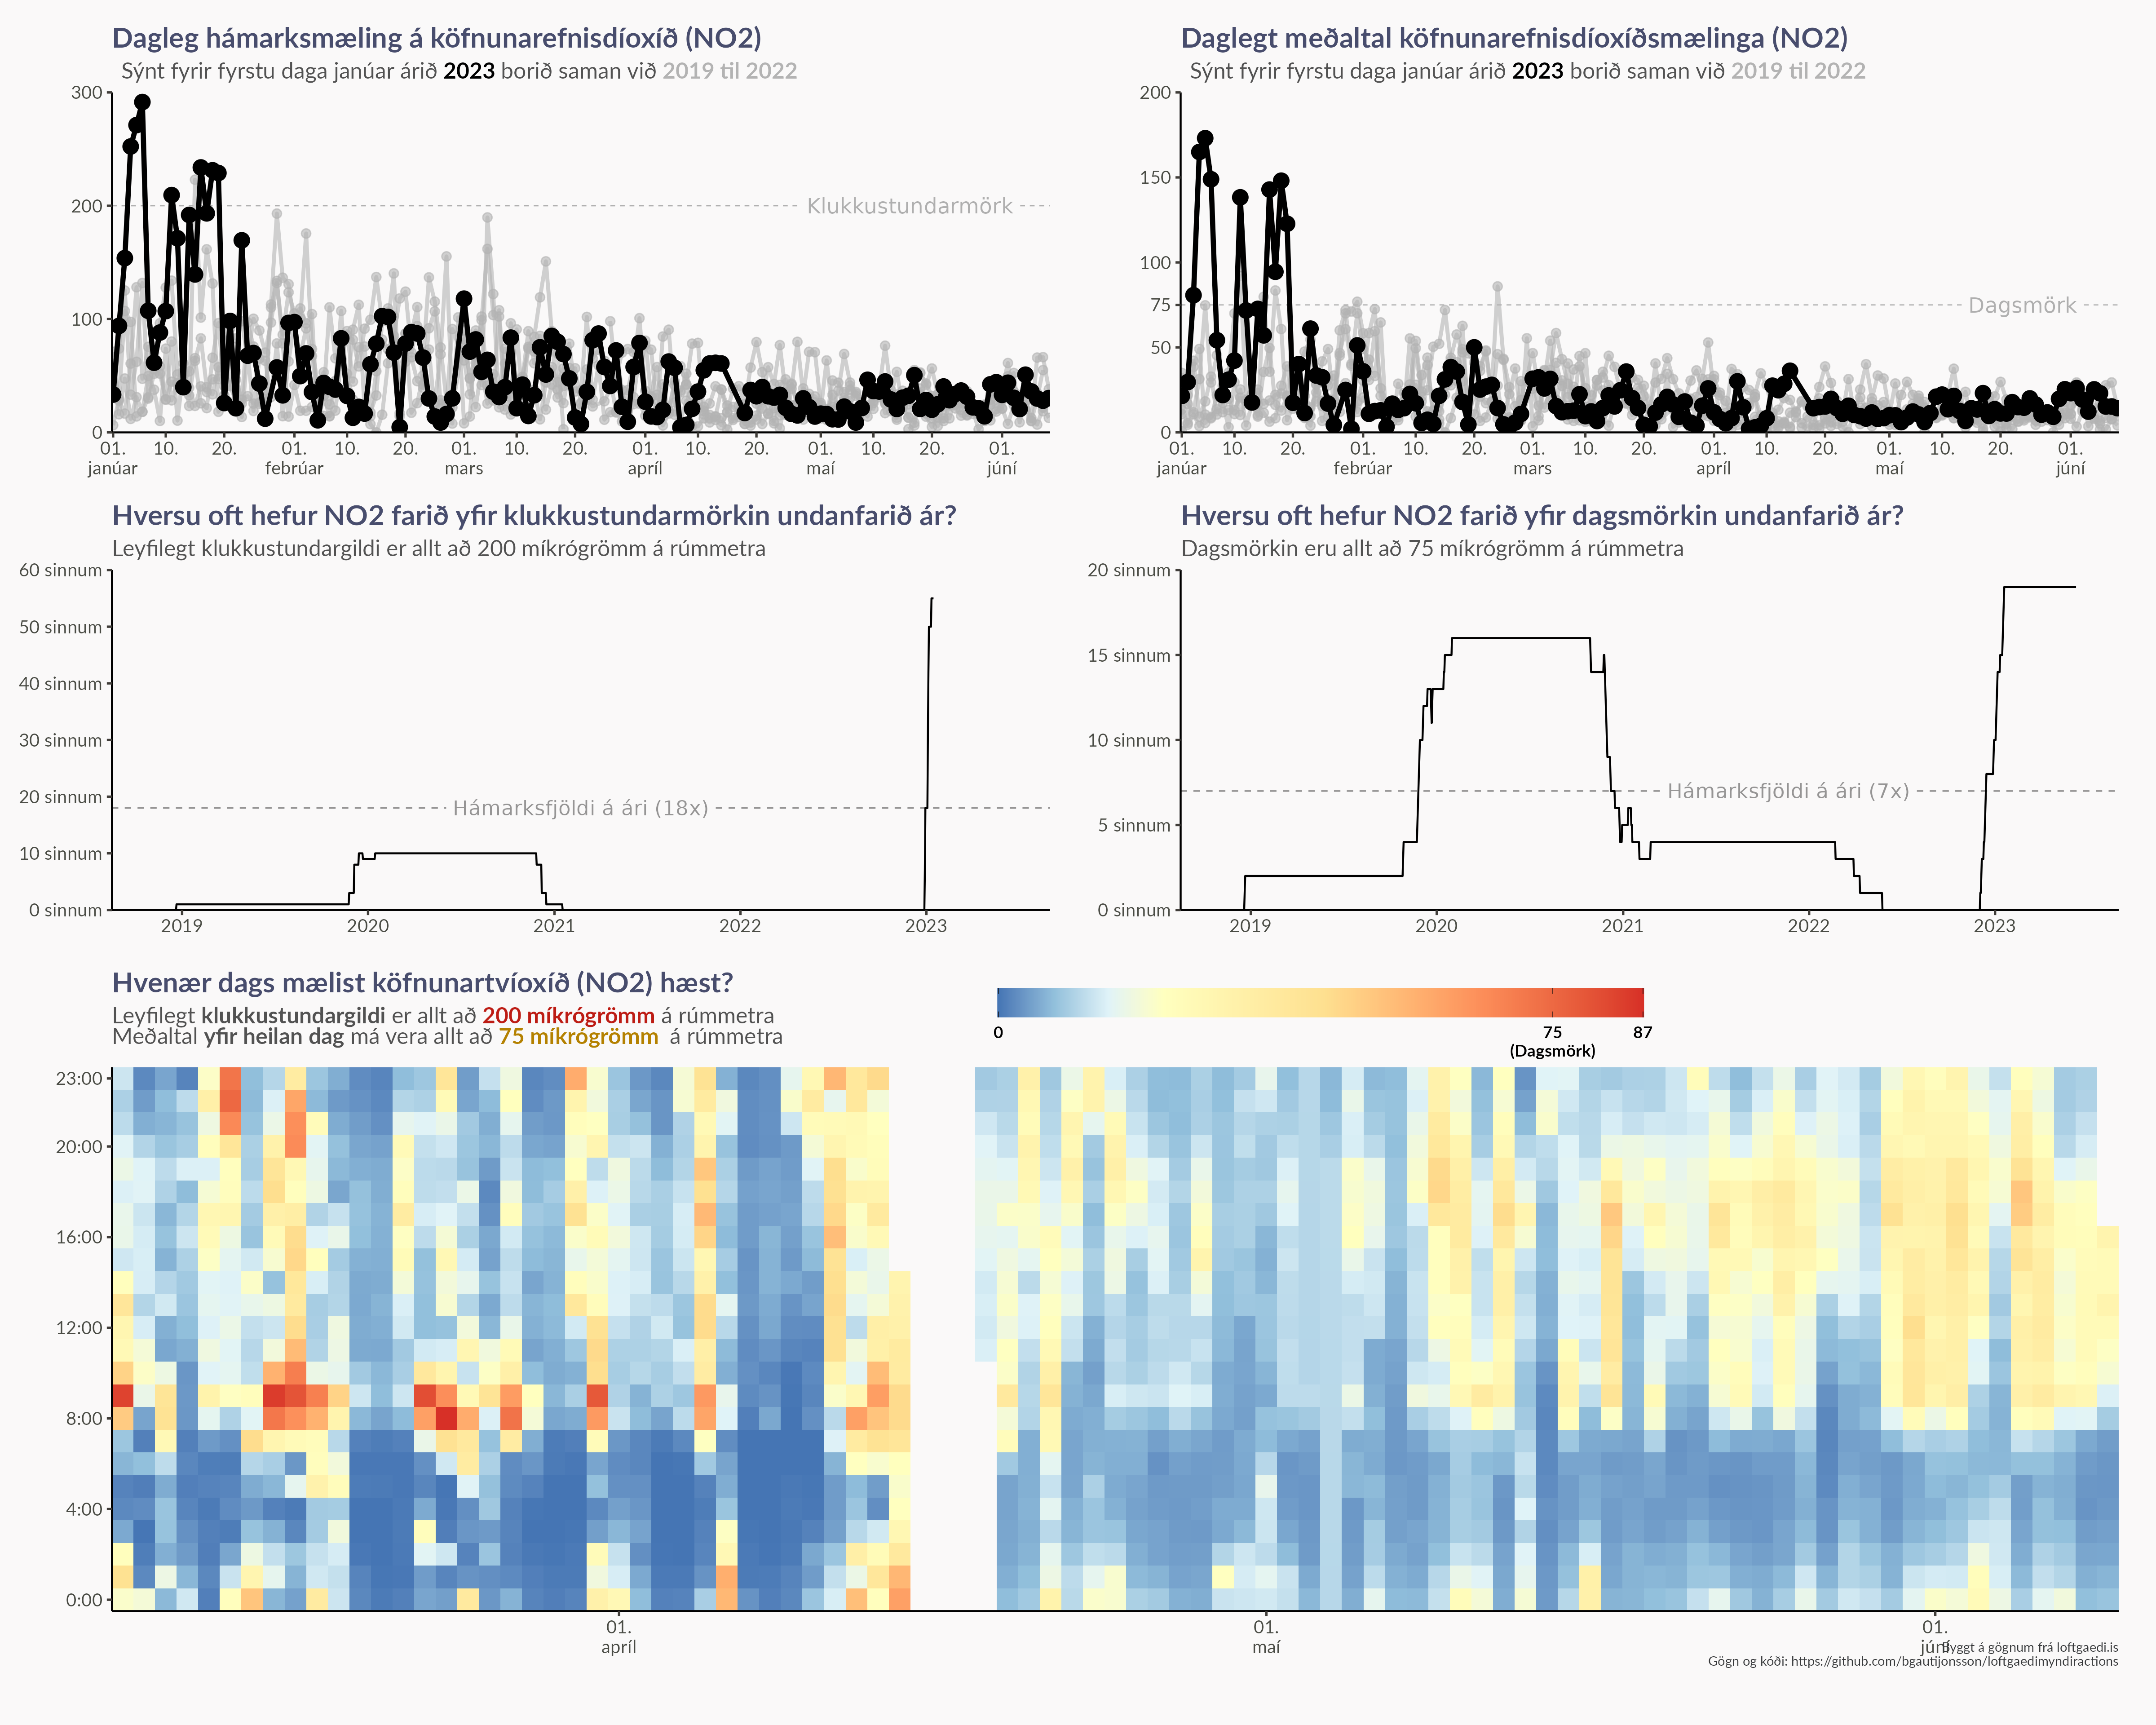 Dagleg hámarksmæling á köfnunarefnisdíoxíð (NO2)
Sýnt fyrir fyrstu daga janúar árið 2023 borið saman við 2019 til 2022
300
200
100
0
Klukkustundarmörk
01. 10. 20. 01. 10. 20. 01. 10. 20. 01. 10. 20. 01. 10. 20. 01.
janúar febrúar mars apríl maí júní
Daglegt meðaltal köfnunarefnisdíoxíðsmælinga (NO2)
Sýnt fyrir fyrstu daga janúar árið 2023 borið saman við 2019 til 2022
200
150
100
75
50
0
Dagsmörk
01. 10. 20. 01. 10. 20. 01. 10. 20. 01. 10. 20. 01. 10. 20. 01.
janúar febrúar mars apríl maí júní
Hversu oft hefur NO2 farið yfir klukkustundarmörkin undanfarið ár?
Leyfilegt klukkustundargildi er allt að 200 míkrógrömm á rúmmetra
60 sinnum
50 sinnum
40 sinnum
30 sinnum
20 sinnum
10 sinnum
0 sinnum
Hámarksfjöldi á ári (18x)
2019 2020 2021 2022 2023
Hversu oft hefur NO2 farið yfir dagsmörkin undanfarið ár?
Dagsmörkin eru allt að 75 míkrógrömm á rúmmetra
20 sinnum
15 sinnum
10 sinnum
5 sinnum
0 sinnum
Hámarksfjöldi á ári (7x)
2019 2020 2021 2022 2023
Hvenær dags mælist köfnunartvíoxíð (NO2) hæst?
Leyfilegt klukkustundargildi er allt að 200 míkrógrömm á rúmmetra
Meðaltal yfir heilan dag má vera allt að 75 míkrógrömm á rúmmetra
0 75 87
(Dagsmörk)
23:00
20:00
16:00
12:00
8:00
4:00
0:00
01. 01. 01.
apríl maí júní
Byggt á gögnum frá loftgaedi.is
Gögn og kóði: https://github.com/bgautijonsson/loftgaedimyndiractions